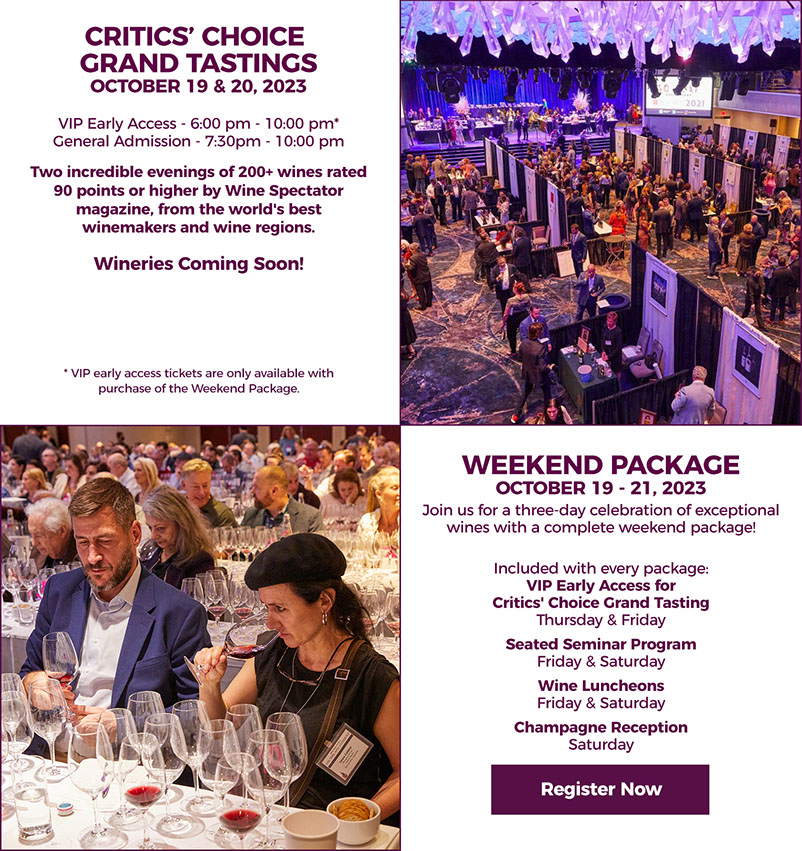 CRITICS’ CHOICE
GRAND TASTINGS
OCTOBER 19 & 20, 2023
VIP Early Access - 6:00 pm - 10:00 pm*
General Admission - 7:30pm - 10:00 pm
Two incredible evenings of 200+ wines rated
90 points or higher by Wine Spectator
magazine, from the world's best
winemakers and wine regions.
Wineries Coming Soon!
* VIP early access tickets are only available with
purchase of the Weekend Package.
2021
WEEKEND PACKAGE
OCTOBER 19 - 21, 2023
Join us for a three-day celebration of exceptional
wines with a complete weekend package!
Included with every package:
VIP Early Access for
Critics' Choice Grand Tasting
Thursday & Friday
Seated Seminar Program
Friday & Saturday
Wine Luncheons
Friday & Saturday
Champagne Reception
Saturday
Register Now